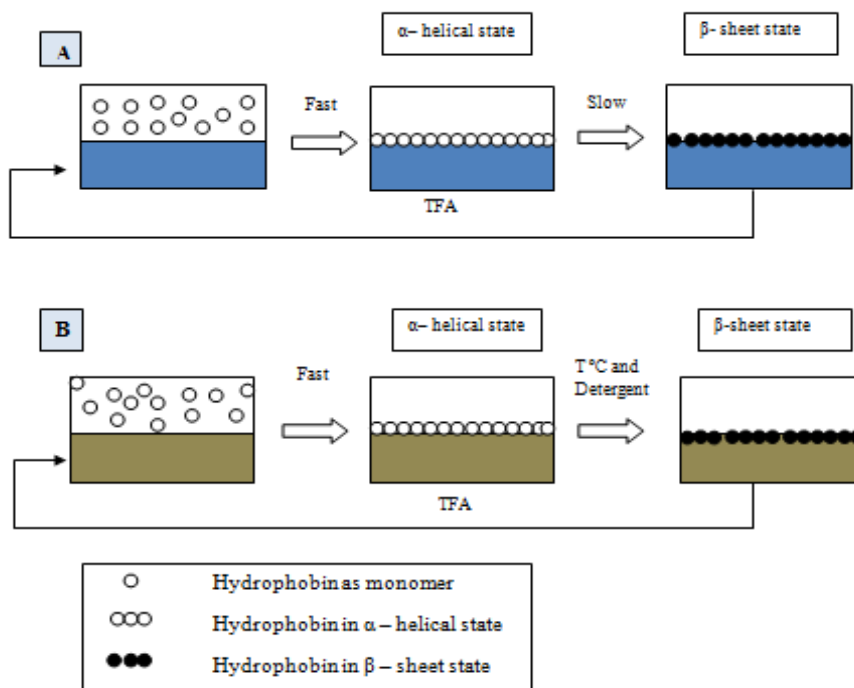 α– helical state
β- sheet state
A
Fast
Slow
TFA
B
α– helical state
β-sheet state
Fast
T°C and
Detergent
TFA
Hydrophobin as monomer
Hydrophobin in α – helical state
Hydrophobin in β – sheet state